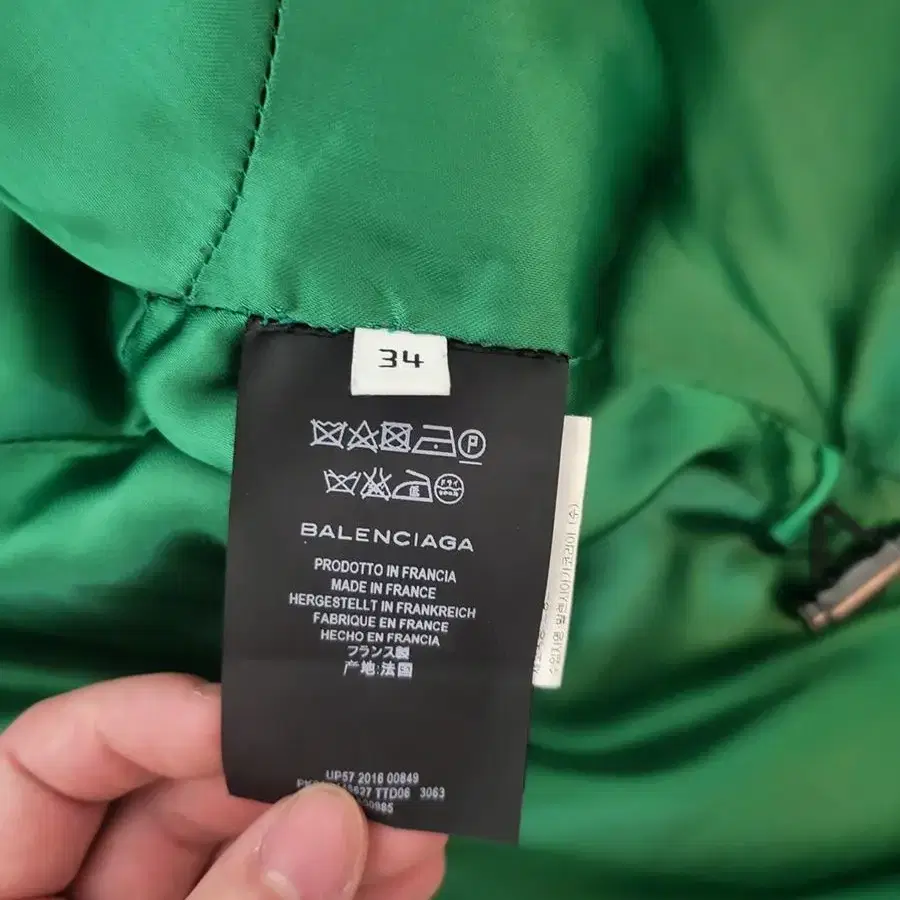 34
BALENCIAGA
PRODOTTO IN FRANCIA
MADE IN FRANCE
HERGESTELLT IN FRANKREICH
FABRIQUE EN FRANCE
HECHO EN FRANCIA
フランス製
产地:法国
UP57 2016 00849
TTD06 3063